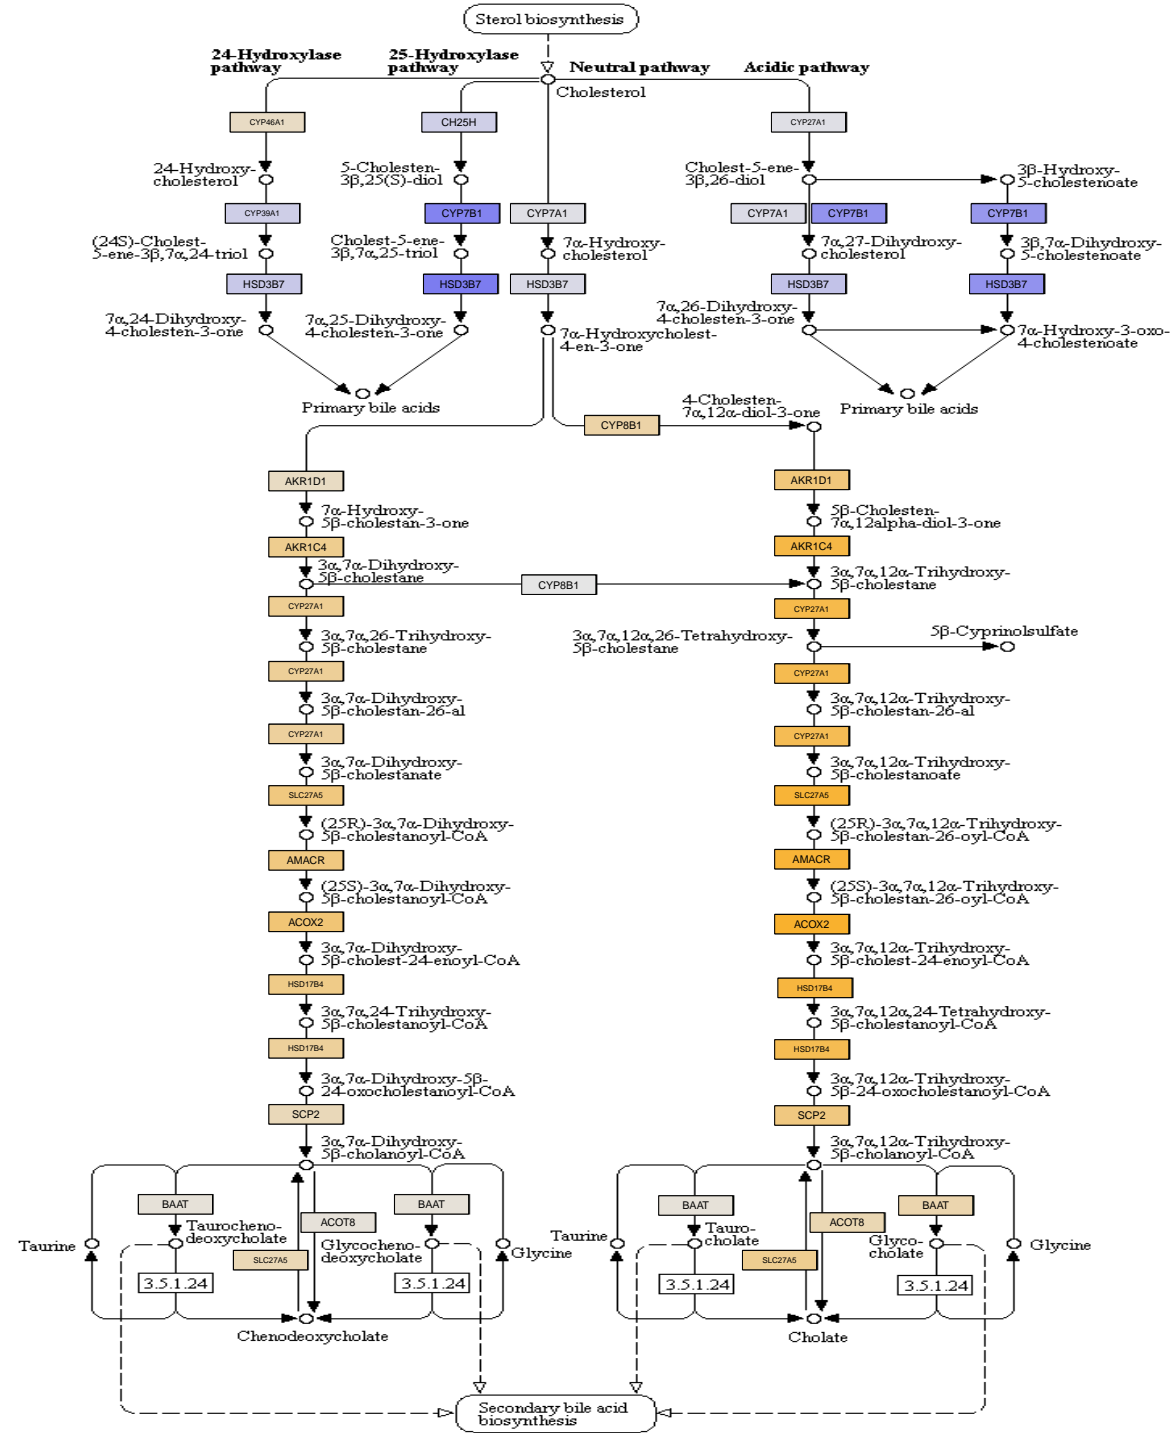 Sterol biosynthesis
24-Hydroxylase
pathway
25-Hydroxylase
pathway
Neutral pathway
Acidic pathway
Cholesterol
CYP46A1
CH25H
CYP27A1
24-Hydroxy-
cholesterol
5-Cholesten-
3β,25(S)-diol
Cholest-5-ene-
3β,26-diol
3β-Hydroxy-
5-cholestenoate
CYP39A1
CYP7B1
CYP7A1
CYP7A1
CYP7B1
CYP7B1
(24S)-Cholest-
5-ene-3β,7α,24-triol
Cholest-5-ene-
3β,7α,25-triol
7α-Hydroxy-
cholesterol
7α,27-Dihydroxy-
cholesterol
3β,7α-Dihydroxy-
5-cholestenoate
HSD3B7
HSD3B7
HSD3B7
HSD3B7
HSD3B7
7α,24-Dihydroxy-
4-cholesten-3-one
7α,25-Dihydroxy-
4-cholesten-3-one
7α-Hydroxycholest-
4-en-3-one
7α,26-Dihydroxy-
4-cholesten-3-one
7α-Hydroxy-3-oxo-
4-cholestenoate
Primary bile acids
Primary bile acids
4-Cholesten-
7α,12α-diol-3-one
CYP8B1
AKR1D1
AKR1D1
7α-Hydroxy-
5β-cholestan-3-one
5β-Cholesten-
7α,12alpha-diol-3-one
AKR1C4
AKR1C4
3α,7α-Dihydroxy-
5β-cholestane
CYP8B1
3α,7α,12α-Trihydroxy-
5β-cholestane
CYP27A1
CYP27A1
3α,7α,26-Trihydroxy-
5β-cholestane
3α,7α,12α,26-Tetrahydroxy-
5β-cholestane
5β-Cyprinolsulfate
CYP27A1
CYP27A1
3α,7α-Dihydroxy-
5β-cholestan-26-al
3α,7α,12α-Trihydroxy-
5β-cholestan-26-al
CYP27A1
CYP27A1
3α,7α-Dihydroxy-
5β-cholestanate
3α,7α,12α-Trihydroxy-
5β-cholestanoafe
SLC27A5
SLC27A5
(25R)-3α,7α-Dihydroxy-
5β-cholestanoyl-CoA
(25R)-3α,7α,12α-Trihydroxy-
5β-cholestan-26-oyl-CoA
AMACR
AMACR
(25S)-3α,7α-Dihydroxy-
5β-cholestanoyl-CoA
(25S)-3α,7α,12α-Trihydroxy-
5β-cholestan-26-oyl-CoA
ACOX2
ACOX2
3α,7α-Dihydroxy-
5β-cholest-24-enoyl-CoA
3α,7α,12α-Trihydroxy-
5β-cholest-24-enoyl-CoA
HSD17B4
HSD17B4
3α,7α,24-Trihydroxy-
5β-cholestanoyl-CoA
3α,7α,12α,24-Tetrahydroxy-
5β-cholestanoyl-CoA
HSD17B4
HSD17B4
3α,7α-Dihydroxy-5β-
24-oxocholestanoyl-CoA
3α,7α,12α-Trihydroxy-
5β-24-oxocholestanoyl-CoA
SCP2
SCP2
3α,7α-Dihydroxy-
5β-cholanoyl-CoA
3α,7α,12α-Trihydroxy-
5β-cholanoyl-CoA
BAAT
BAAT
BAAT
BAAT
ACOT8
ACOT8
Taurine
Taurocheno-
deoxycholate
Glycocheno-
deoxycholate
Glycine
Taurine
Tauro-
cholate
Glyco-
cholate
Glycine
SLC27A5
SLC27A5
3.5.1.24
3.5.1.24
3.5.1.24
3.5.1.24
Chenodeoxycholate
Cholate
Secondary bile acid
biosynthesis